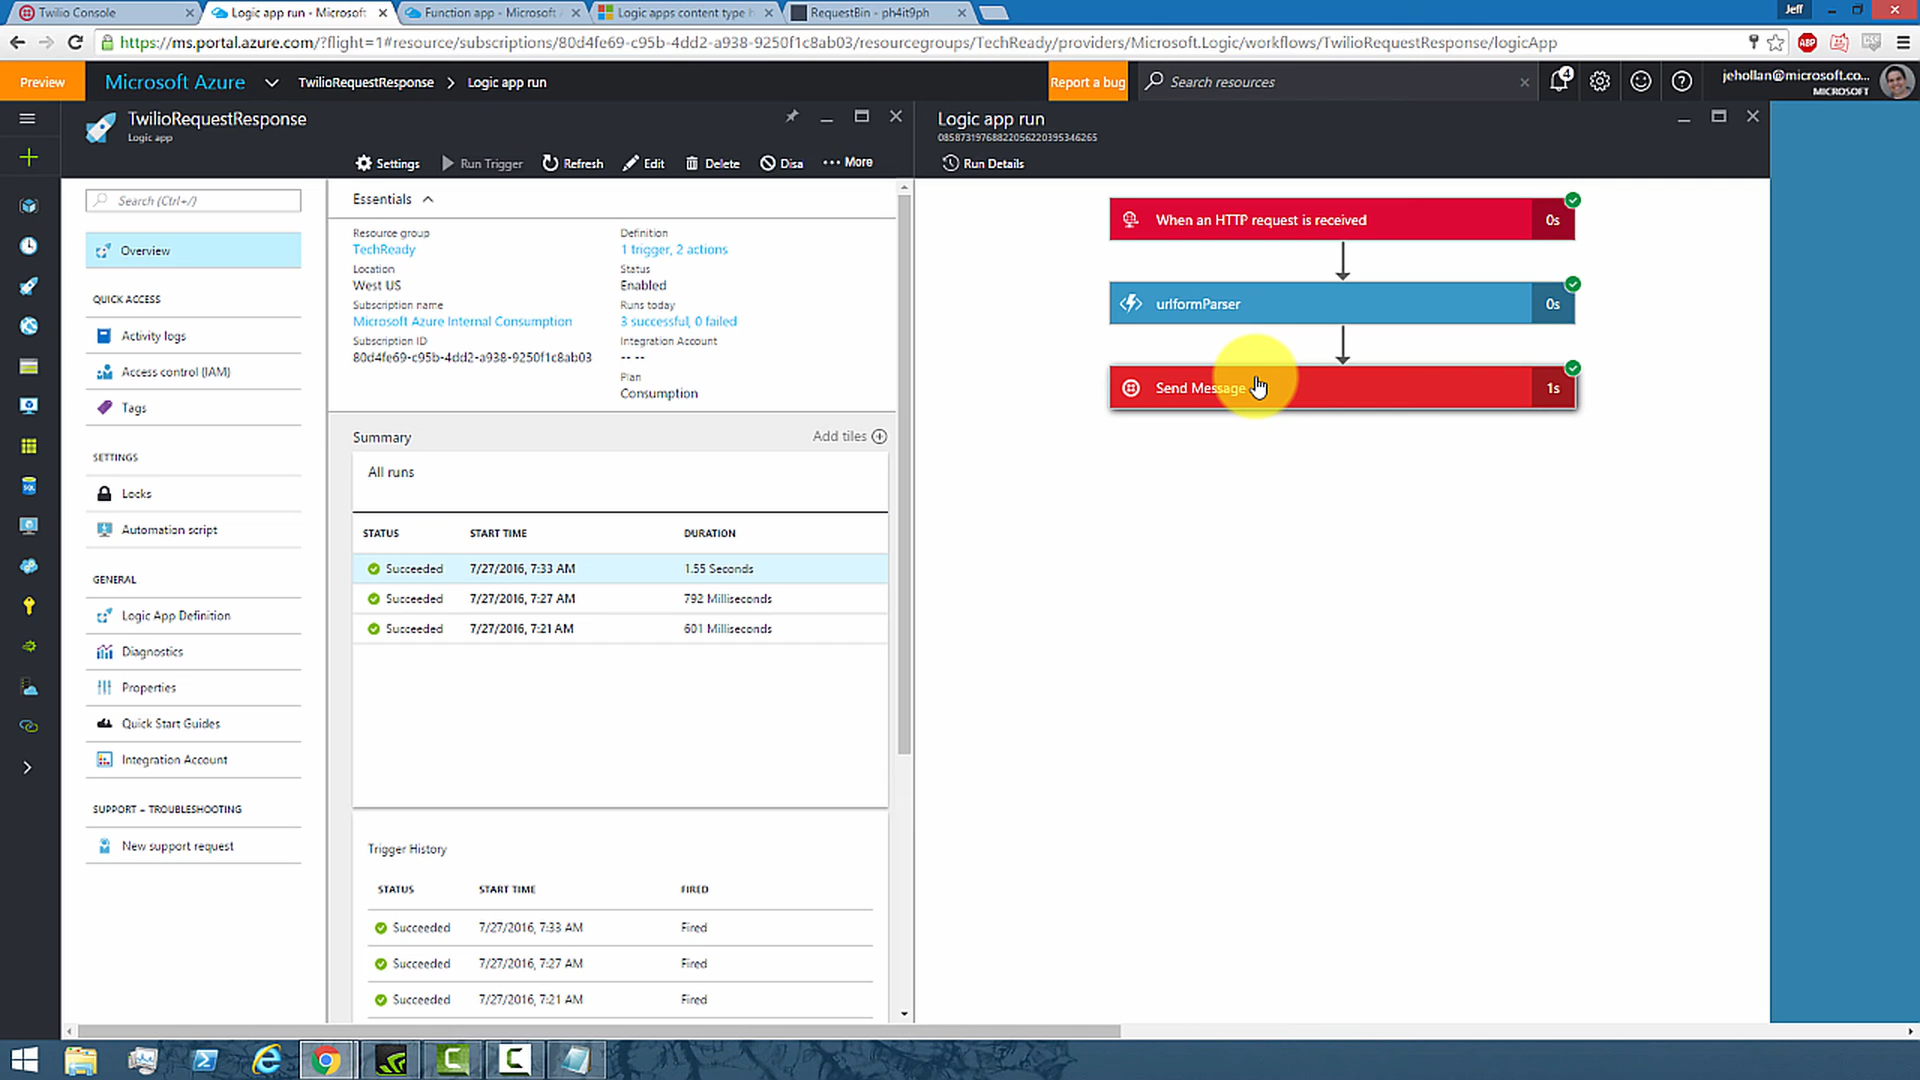 Twilio Console
Logic app run - Microsof
Function app - Microsoft
Logic apps content type h
RequestBin - ph4it9ph
Jeff
https://ms.portal.azure.com/?flight=1#resource/subscriptions/80d4fe69-c95b-4dd2-a938-9250f1c8ab03/resourcegroups/TechReady/providers/Microsoft.Logic/workflows/TwilioRequestResponse/logicApp
ABP
Preview
Microsoft Azure
TwilioRequestResponse > Logic app run
Report a bug
Search resources
4
jehollan@microsoft.co...
MICROSOFT
TwilioRequestResponse
Logic app
Settings
Run Trigger
Refresh
Edit
Delete
Disa
More
Search (Ctrl+/)
Overview
QUICK ACCESS
Activity logs
Access control (IAM)
Tags
SETTINGS
Locks
Automation script
GENERAL
Logic App Definition
Diagnostics
Properties
Quick Start Guides
Integration Account
SUPPORT + TROUBLESHOOTING
New support request
Essentials
Resource group
TechReady
Location
West US
Subscription name
Microsoft Azure Internal Consumption
Subscription ID
80d4fe69-c95b-4dd2-a938-9250f1c8ab03
Definition
1 trigger, 2 actions
Status
Enabled
Runs today
3 successful, 0 failed
Integration Account
-- --
Plan
Consumption
Summary
Add tiles
All runs
STATUS START TIME DURATION
Succeeded 7/27/2016, 7:33 AM 1.55 Seconds
Succeeded 7/27/2016, 7:27 AM 792 Milliseconds
Succeeded 7/27/2016, 7:21 AM 601 Milliseconds
Trigger History
STATUS START TIME FIRED
Succeeded 7/27/2016, 7:33 AM Fired
Succeeded 7/27/2016, 7:27 AM Fired
Succeeded 7/27/2016, 7:21 AM Fired
Logic app run
Run Details
When an HTTP request is received 0s
urlformParser 0s
Send Message 1s